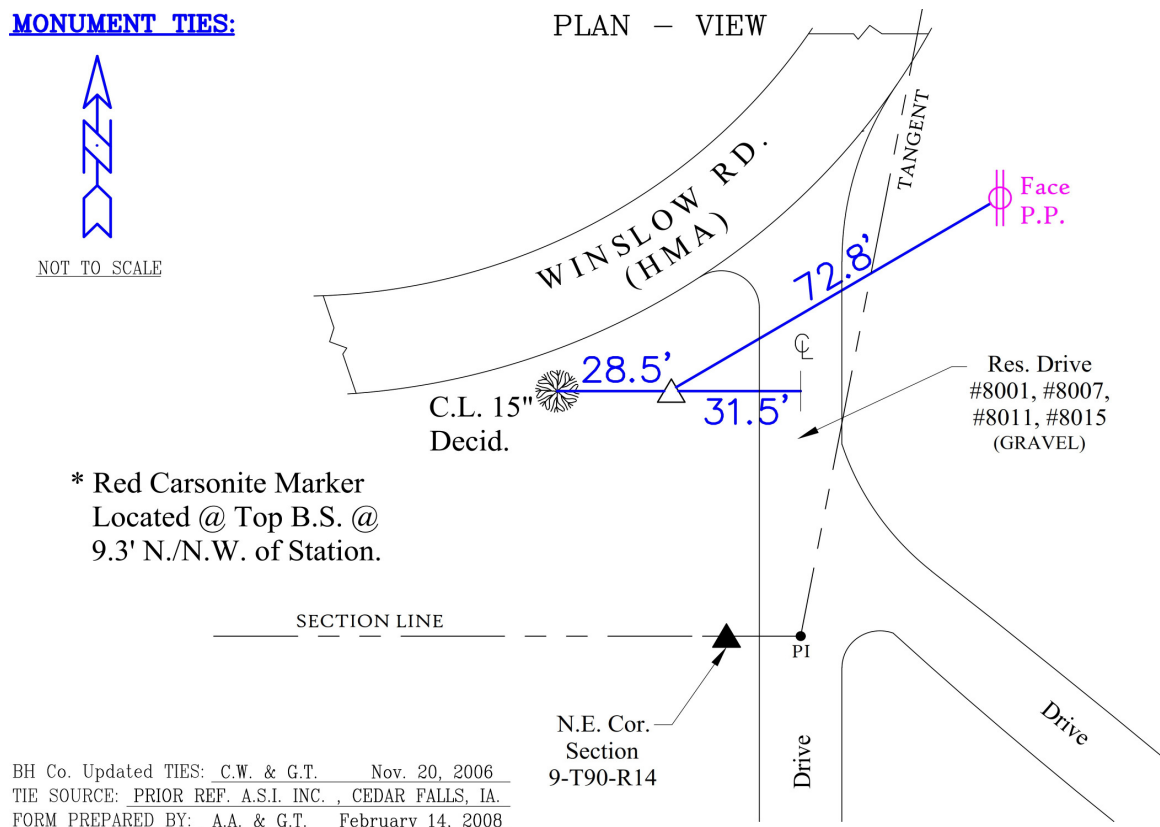 MONUMENT TIES:
PLAN – VIEW
N
NOT TO SCALE
TANGENT
Face
P.P.
WINSLOW RD.
(HMA)
72.8'
℄
28.5'
31.5'
C.L. 15"
Decid.
Res. Drive
#8001, #8007,
#8011, #8015
(GRAVEL)
* Red Carsonite Marker
Located @ Top B.S. @
9.3' N./N.W. of Station.
SECTION LINE
PI
N.E. Cor.
Section
9-T90-R14
Drive
Drive
BH Co. Updated TIES: C.W. & G.T. Nov. 20, 2006
TIE SOURCE: PRIOR REF. A.S.I. INC. , CEDAR FALLS, IA.
FORM PREPARED BY: A.A. & G.T. February 14, 2008